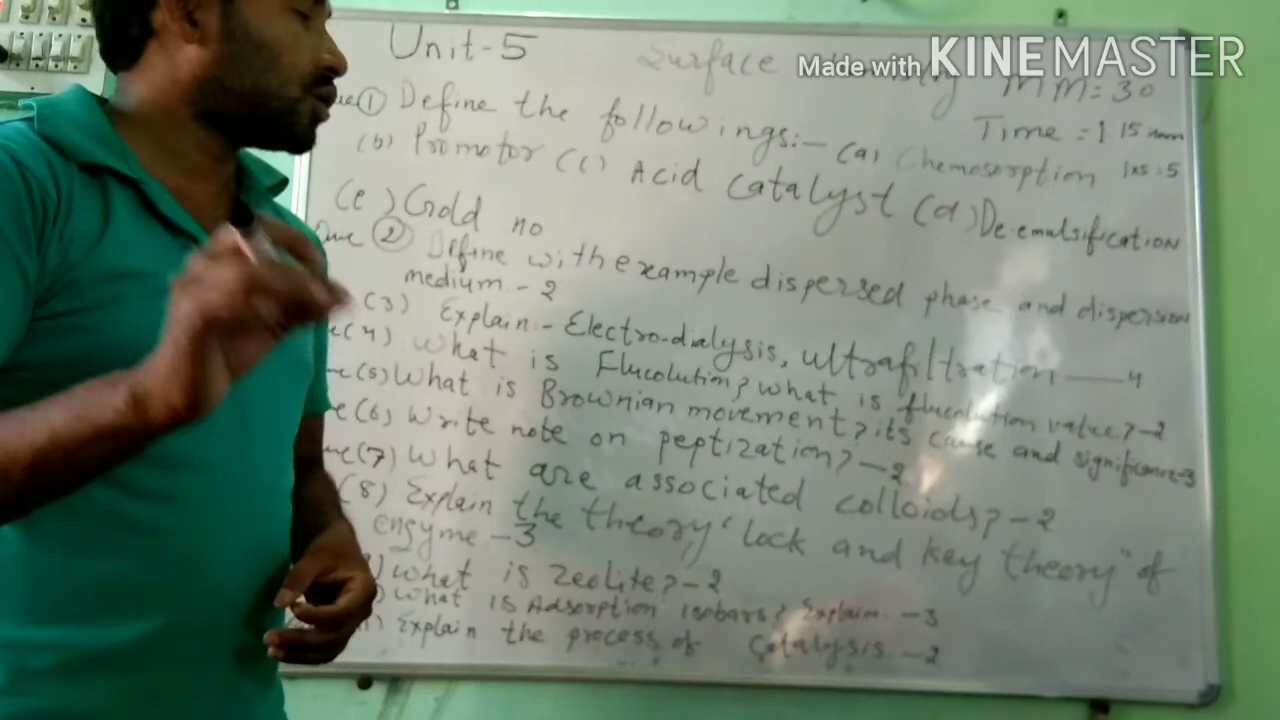 Made with KINEMASTER
Unit-5 Surface MM=30
Time = 1 15
Que ① Define the followings:- (a) Chemosorption 1x5=5
(b) Promotor (c) Acid catalyst (d) De-emulsification
(e) Gold no
Que ② Define with example dispersed phase and dispersion
medium - 2
(3) Explain - Electro-dialysis, ultrafiltration — 4
(4) What is Flucolution, what is flucolution value? -2
(5) What is Brownian movement? its cause and significance -3
(6) Write note on peptization? -2
(7) What are associated colloids? -2
(8) Explain the theory "lock and key theory" of
enzyme - 3
What is Zeolite? -2
What is Adsorption isobars? Explain -3
Explain the process of catalysis. -2